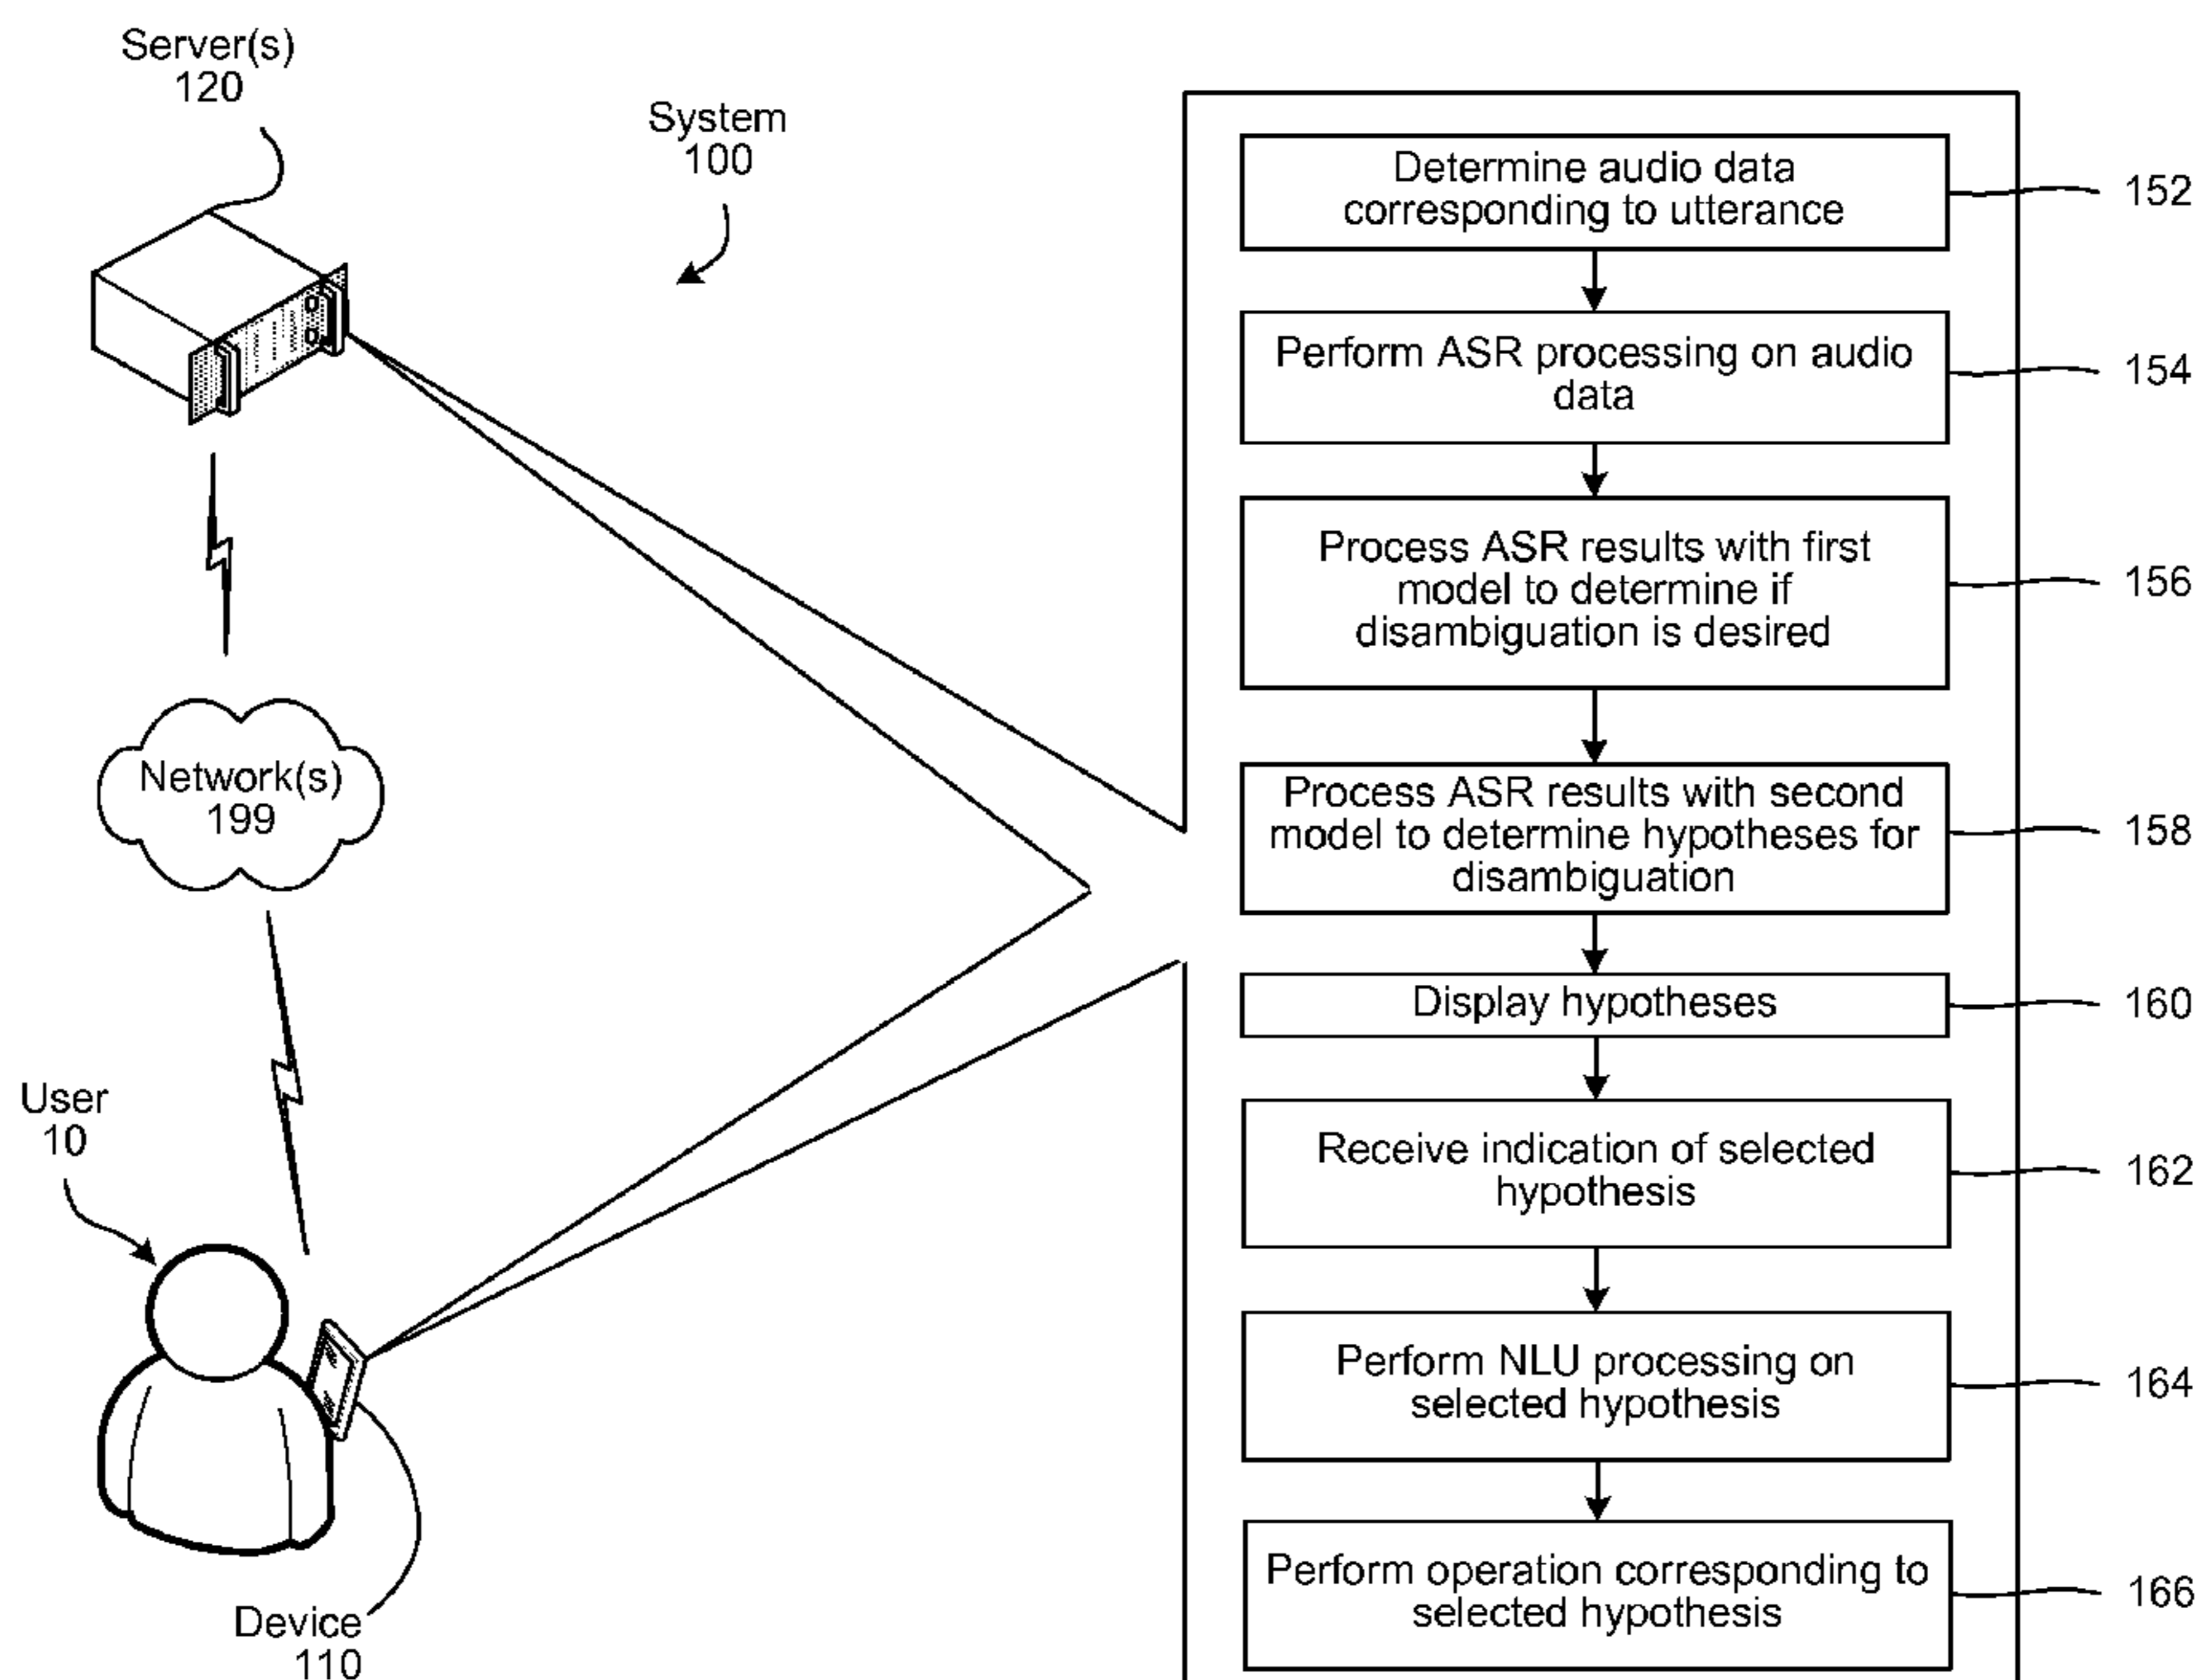 Server(s)
120
System
100
Network(s)
199
User
10
Device
110
Determine audio data
corresponding to utterance
152
Perform ASR processing on audio
data
154
Process ASR results with first
model to determine if
disambiguation is desired
156
Process ASR results with second
model to determine hypotheses for
disambiguation
158
Display hypotheses
160
Receive indication of selected
hypothesis
162
Perform NLU processing on
selected hypothesis
164
Perform operation corresponding to
selected hypothesis
166